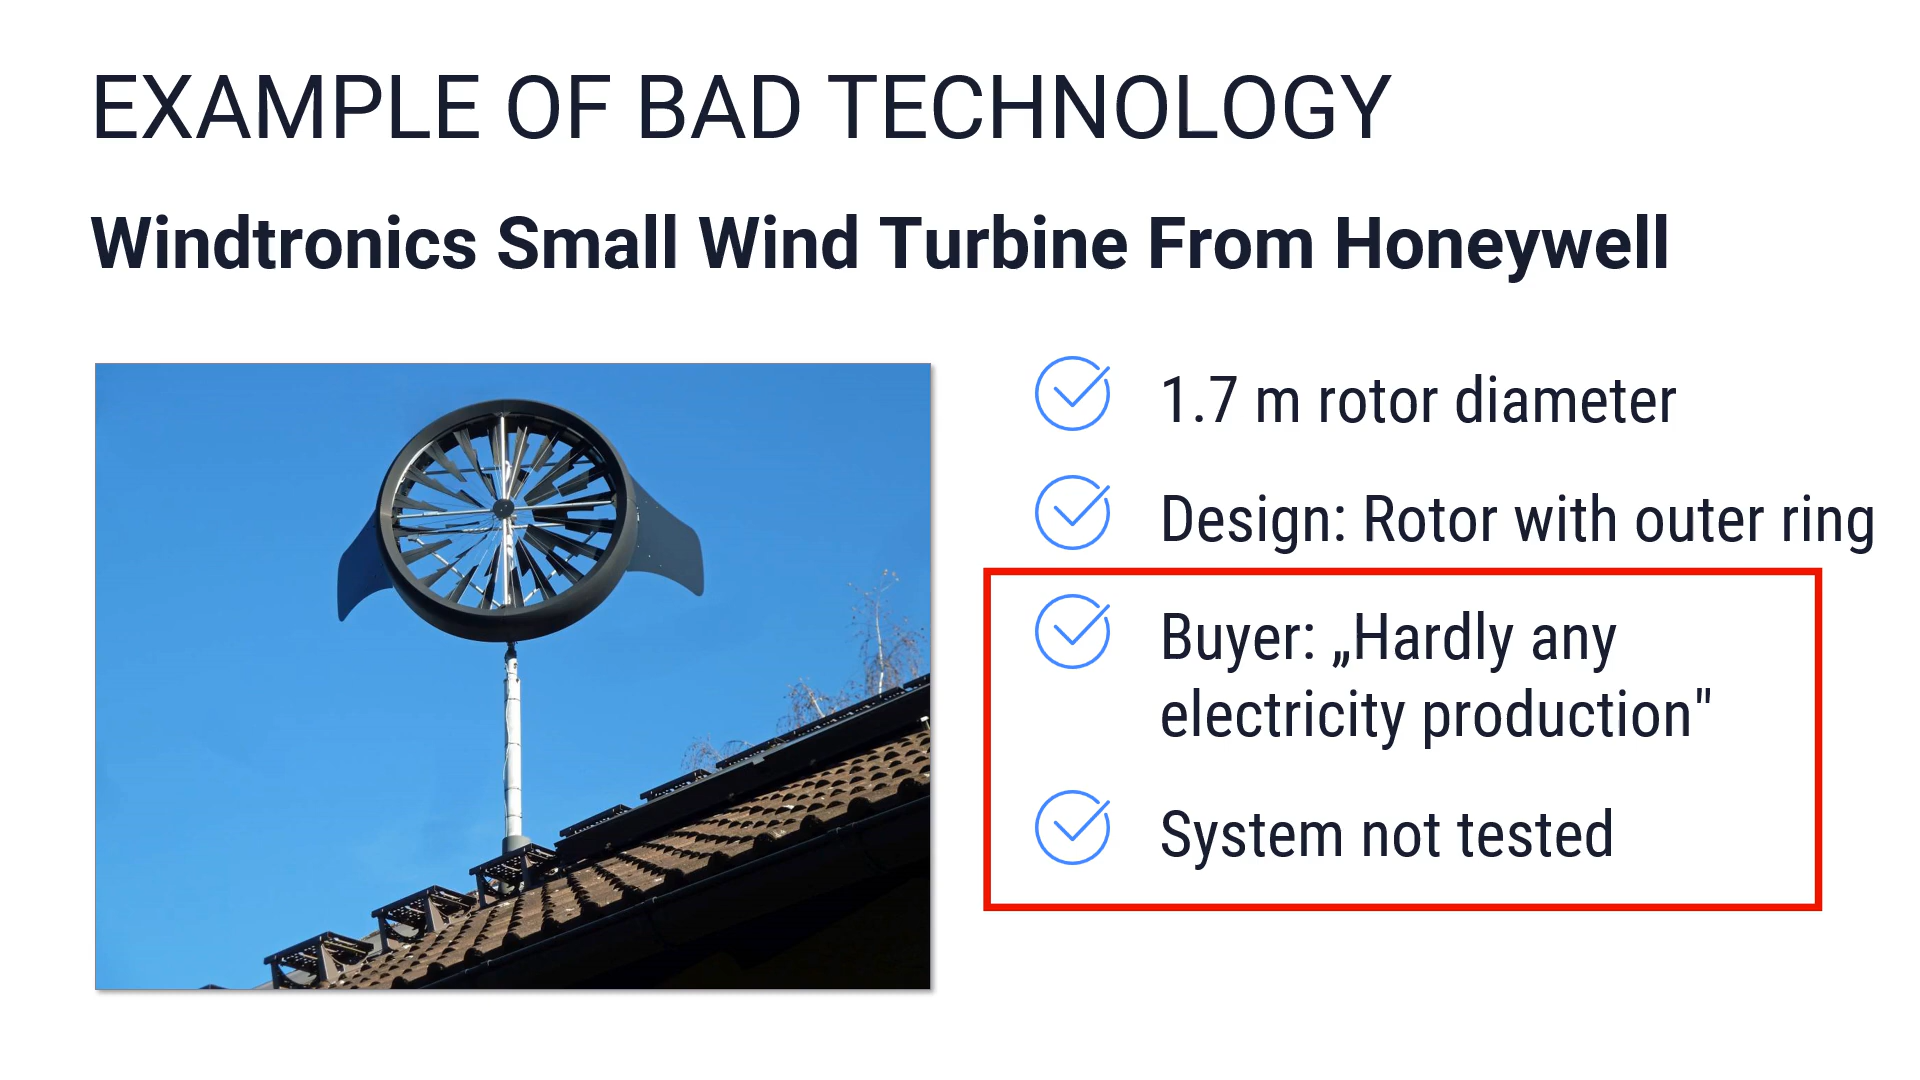 EXAMPLE OF BAD TECHNOLOGY
Windtronics Small Wind Turbine From Honeywell
1.7 m rotor diameter
Design: Rotor with outer ring
Buyer: „Hardly any
electricity production"
System not tested